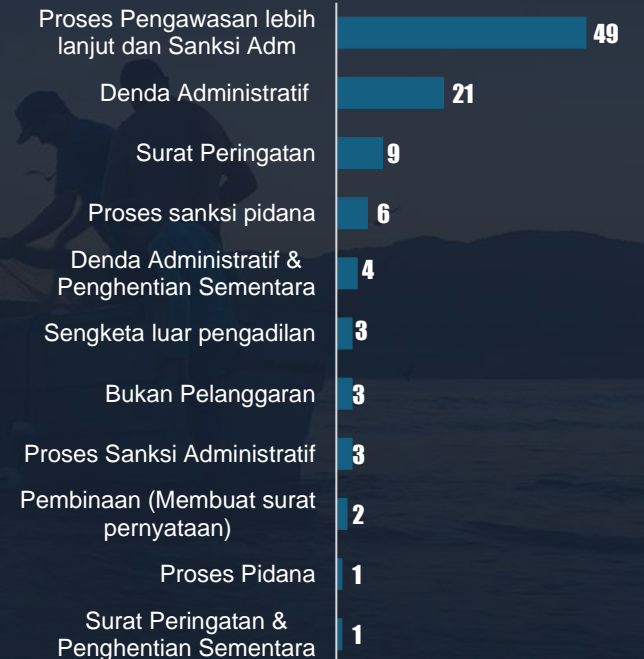 Proses Pengawasan lebih
lanjut dan Sanksi Adm
49
Denda Administratif
21
Surat Peringatan
9
Proses sanksi pidana
6
Denda Administratif &
Penghentian Sementara
4
Sengketa luar pengadilan
3
Bukan Pelanggaran
3
Proses Sanksi Administratif
3
Pembinaan (Membuat surat
pernyataan)
2
Proses Pidana
1
Surat Peringatan &
Penghentian Sementara
1